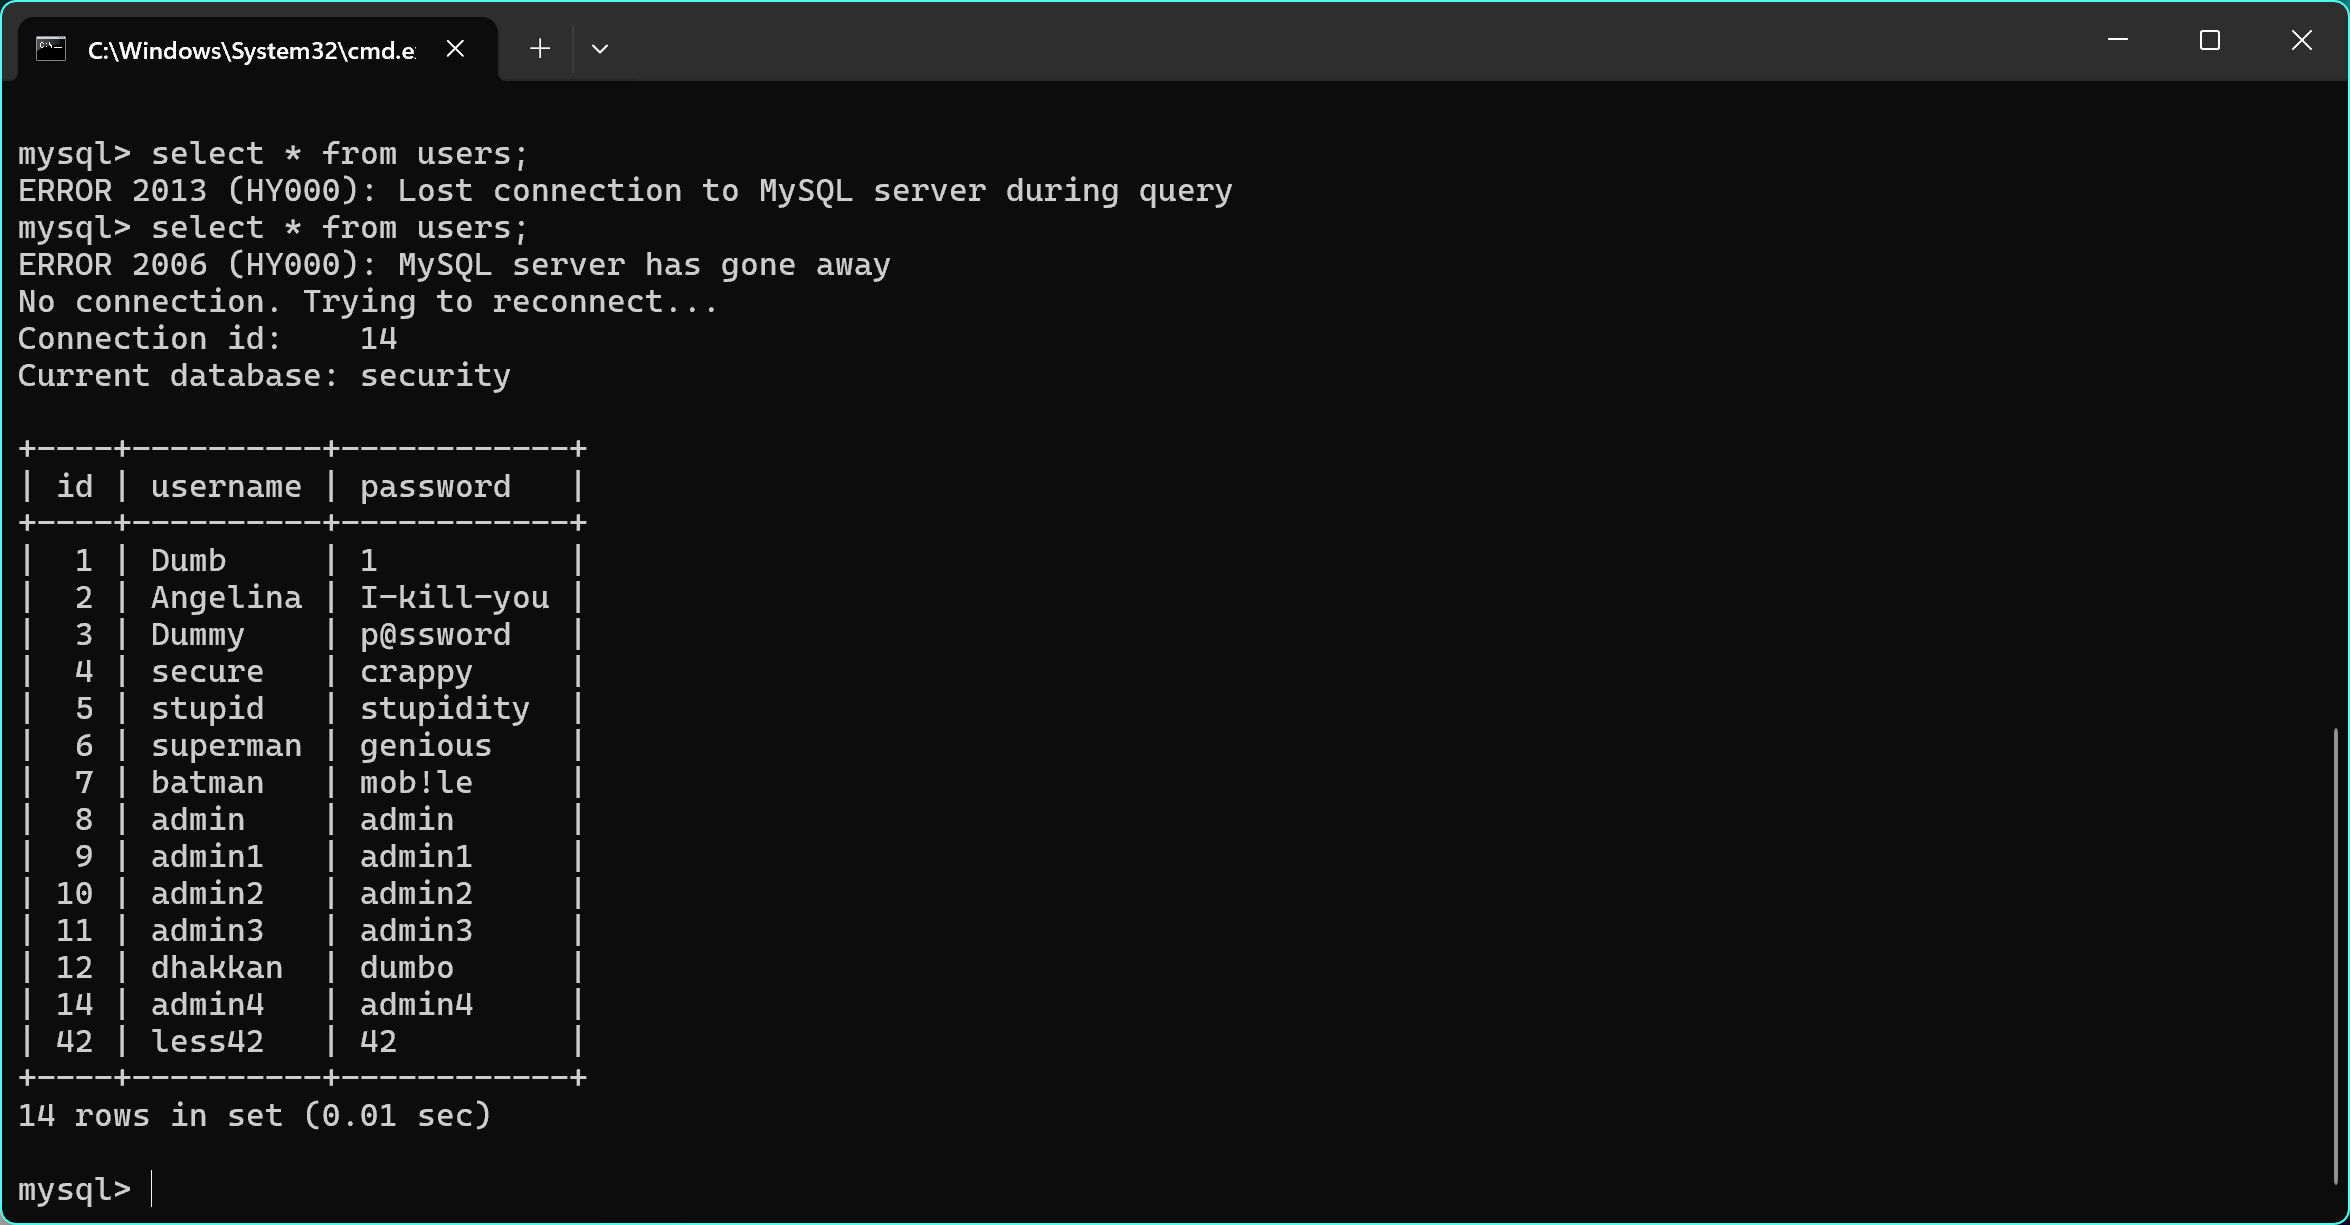 C:\Windows\System32\cmd.e
mysql> select * from users;
ERROR 2013 (HY000): Lost connection to MySQL server during query
mysql> select * from users;
ERROR 2006 (HY000): MySQL server has gone away
No connection. Trying to reconnect...
Connection id:    14
Current database: security

+----+----------+------------+
| id | username | password   |
+----+----------+------------+
|  1 | Dumb     | 1          |
|  2 | Angelina | I-kill-you |
|  3 | Dummy    | p@ssword   |
|  4 | secure   | crappy     |
|  5 | stupid   | stupidity  |
|  6 | superman | genious    |
|  7 | batman   | mob!le     |
|  8 | admin    | admin      |
|  9 | admin1   | admin1     |
| 10 | admin2   | admin2     |
| 11 | admin3   | admin3     |
| 12 | dhakkan  | dumbo      |
| 14 | admin4   | admin4     |
| 42 | less42   | 42         |
+----+----------+------------+
14 rows in set (0.01 sec)

mysql>